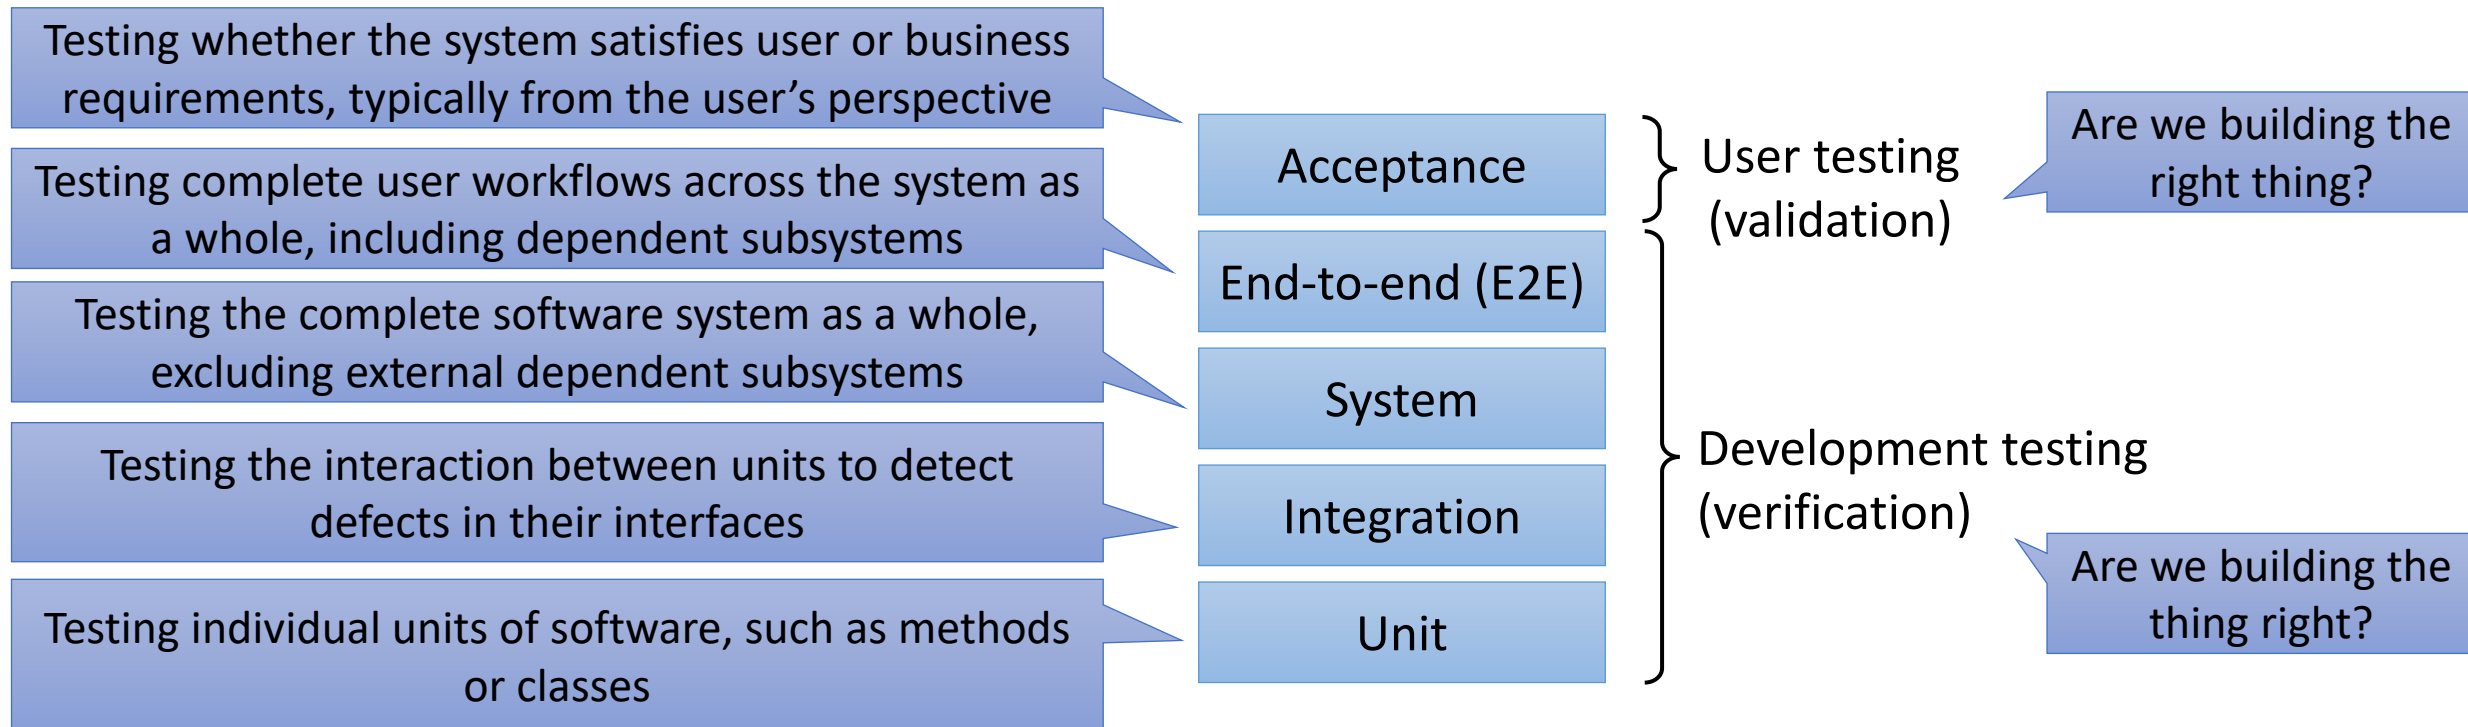 Testing whether the system satisfies user or business
requirements, typically from the user’s perspective
Testing complete user workflows across the system as
a whole, including dependent subsystems
Testing the complete software system as a whole,
excluding external dependent subsystems
Testing the interaction between units to detect
defects in their interfaces
Testing individual units of software, such as methods
or classes
Acceptance
End-to-end (E2E)
System
Integration
Unit
User testing
(validation)
Development testing
(verification)
Are we building the
right thing?
Are we building the
thing right?